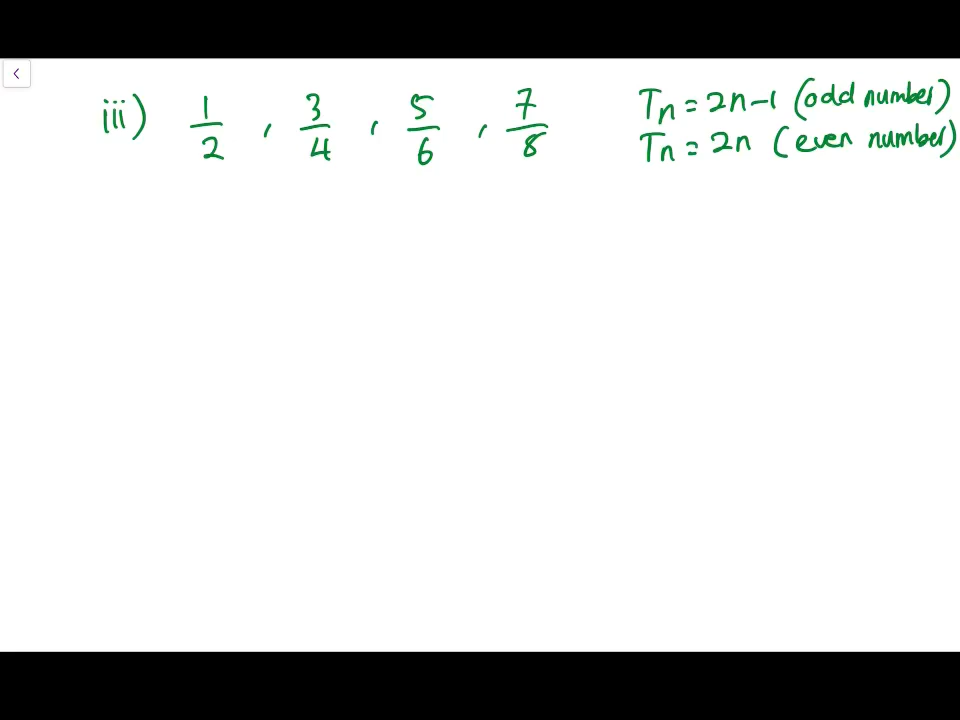 iii) 1/2 , 3/4 , 5/6 , 7/8
Tn = 2n-1 (odd number)
Tn = 2n (even number)